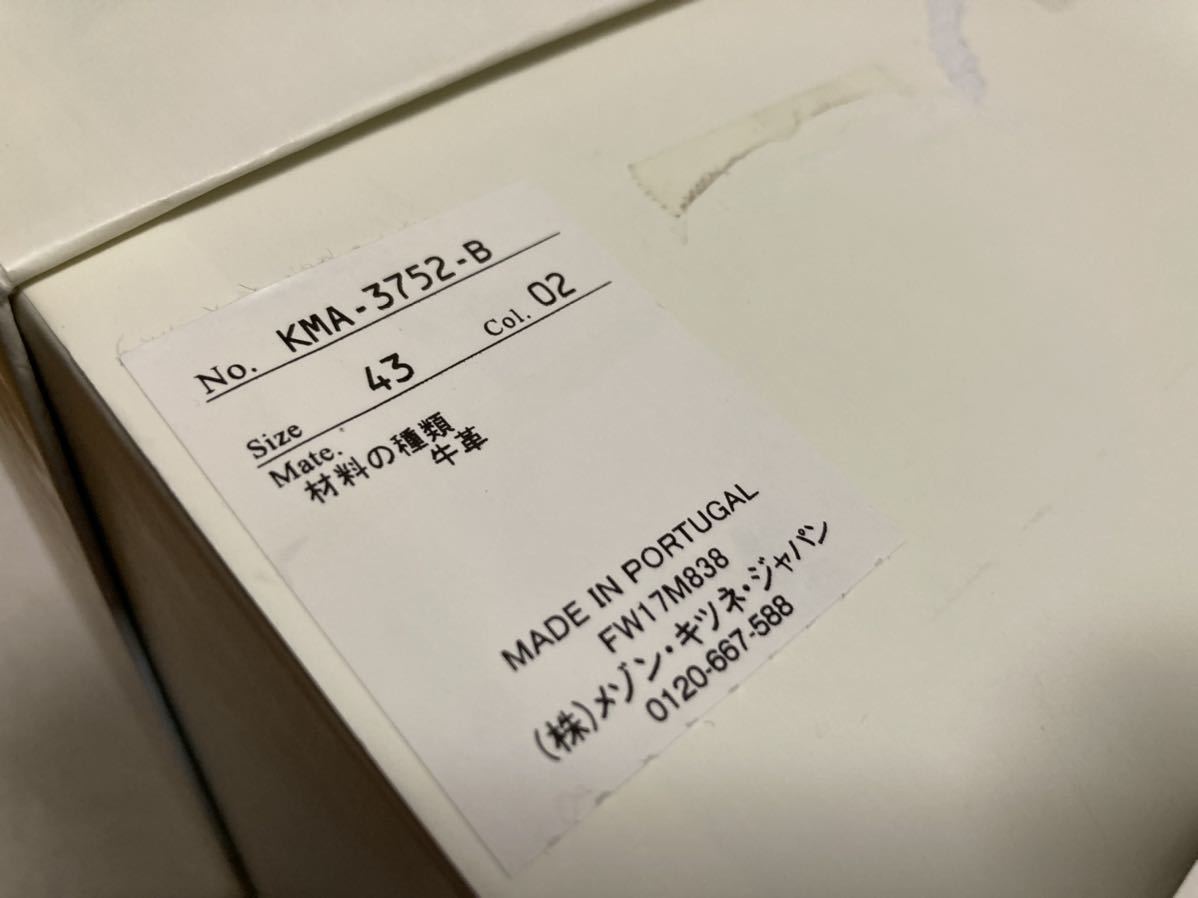 No. KMA-3752-B
Size 43 Col. 02
Mate.
材料の種類
牛革
MADE IN PORTUGAL
FW17M838
(株)メゾン・キツネ・ジャパン
0120-667-588